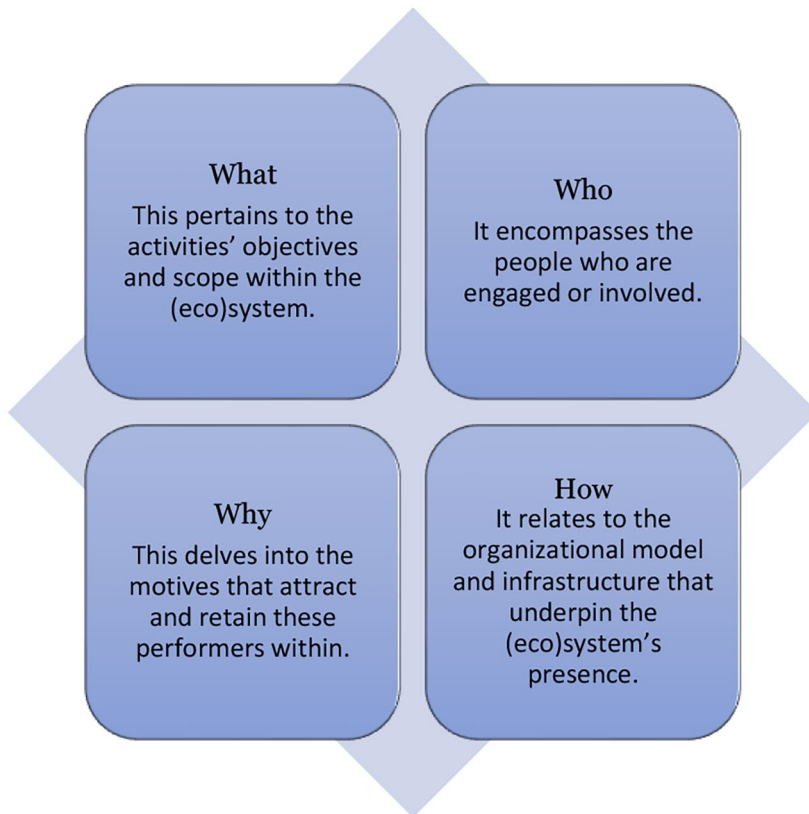 What
This pertains to the
activities’ objectives
and scope within the
(eco)system.
Who
It encompasses the
people who are
engaged or involved.
Why
This delves into the
motives that attract
and retain these
performers within.
How
It relates to the
organizational model
and infrastructure that
underpin the
(eco)system’s
presence.